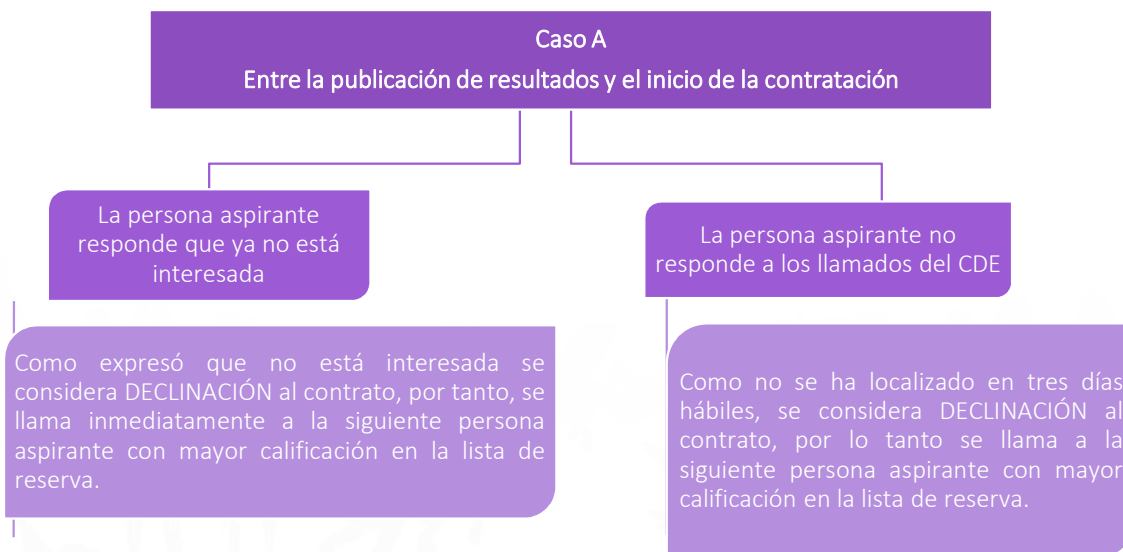 Caso A
Entre la publicación de resultados y el inicio de la contratación
La persona aspirante
responde que ya no está
interesada
La persona aspirante no
responde a los llamados del CDE
Como expresó que no está interesada se
considera DECLINACIÓN al contrato, por tanto, se
llama inmediatamente a la siguiente persona
aspirante con mayor calificación en la lista de
reserva.
Como no se ha localizado en tres días
hábiles, se considera DECLINACIÓN al
contrato, por lo tanto se llama a la
siguiente persona aspirante con mayor
calificación en la lista de reserva.